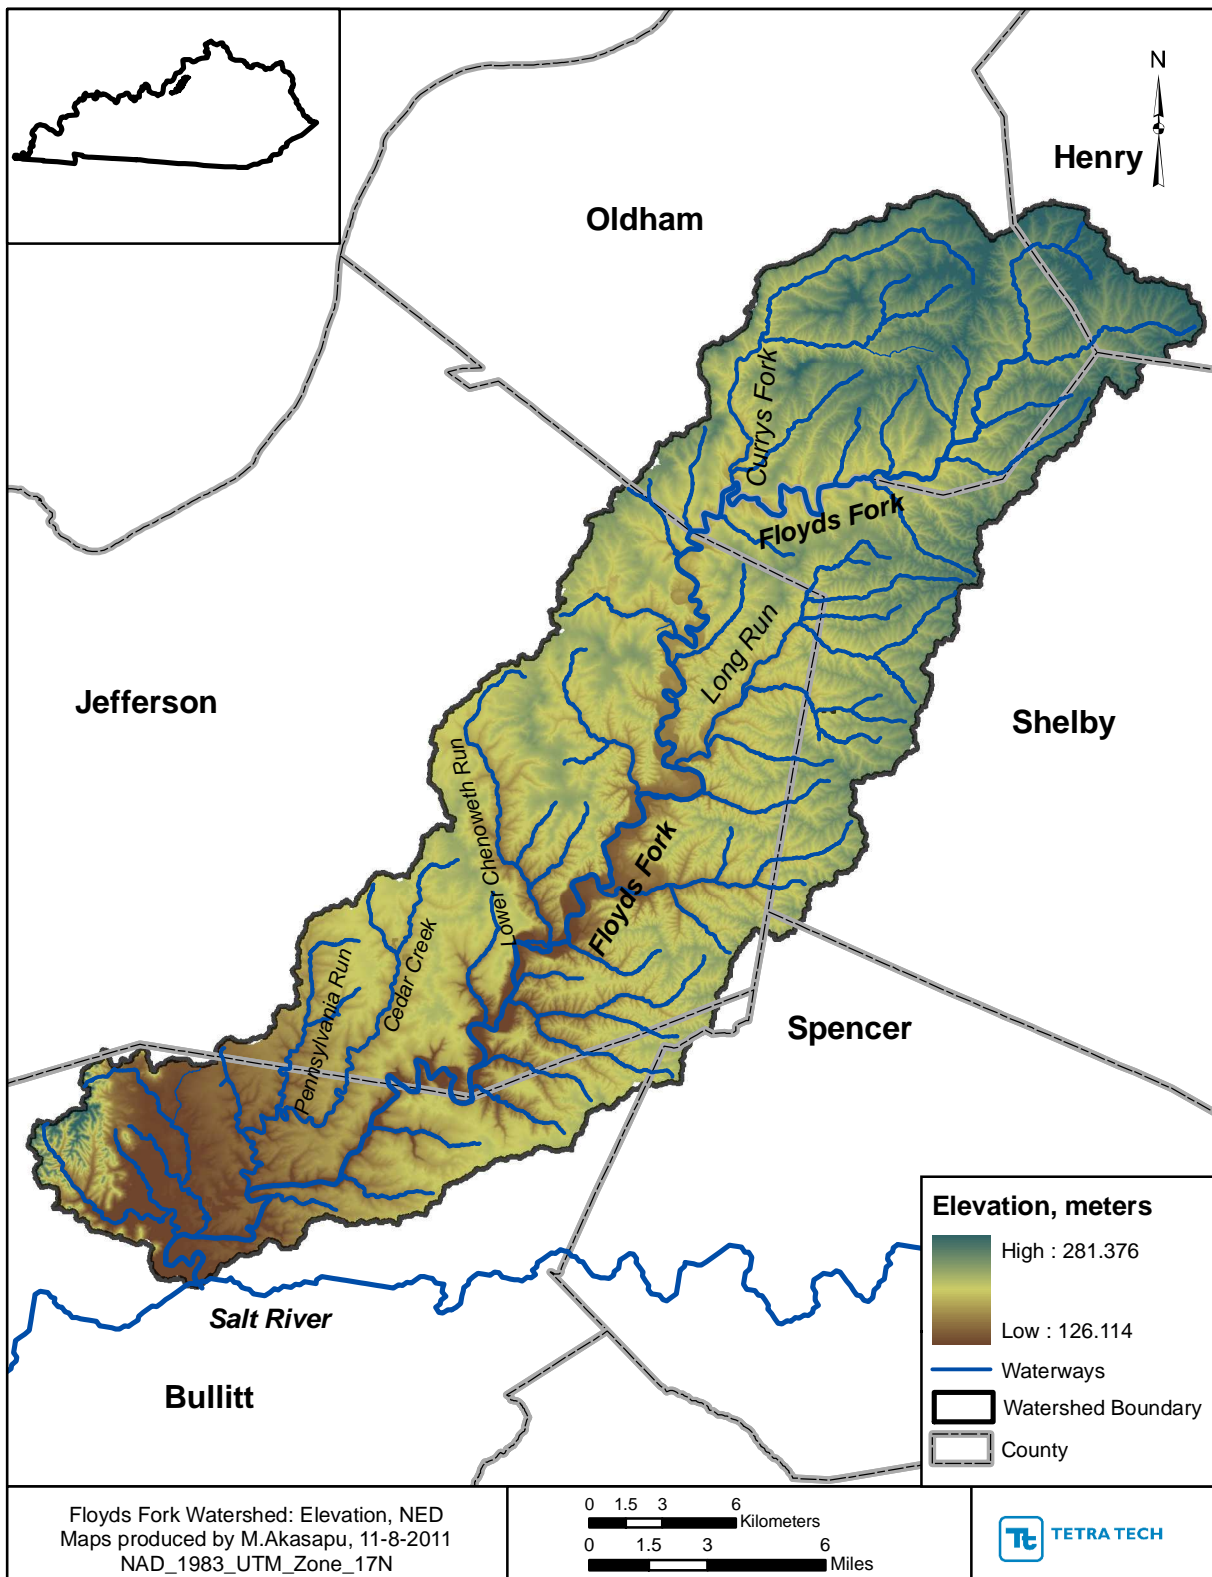 N
Henry
Oldham
Currys Fork
Floyds Fork
Long Run
Jefferson
Shelby
Lower Chenoweth Run
Floyds Fork
Cedar Creek
Pennsylvania Run
Spencer
Salt River
Bullitt
Elevation, meters
High : 281.376
Low : 126.114
Waterways
Watershed Boundary
County
Floyds Fork Watershed: Elevation, NED
Maps produced by M.Akasapu, 11-8-2011
NAD_1983_UTM_Zone_17N
0 1.5 3 6
Kilometers
0 1.5 3 6
Miles
Tt TETRA TECH